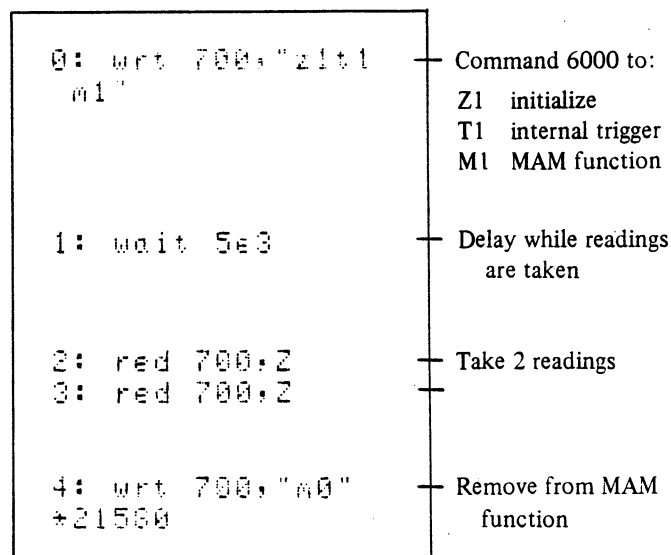 0: wrt 700,"z1t1
m1"
Command 6000 to:
Z1 initialize
T1 internal trigger
M1 MAM function
1: wait 5e3
Delay while readings
are taken
2: red 700,Z
Take 2 readings
3: red 700,Z
4: wrt 700,"m0"
*21580
Remove from MAM
function